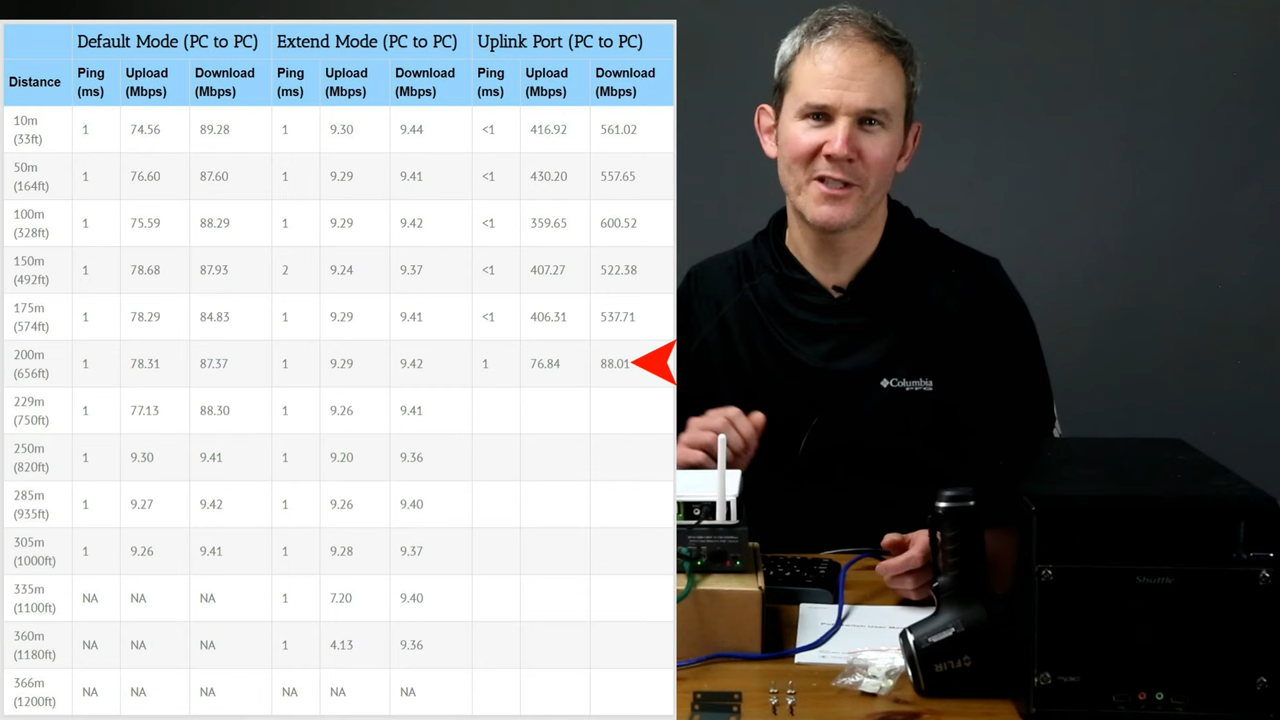 Default Mode (PC to PC) Extend Mode (PC to PC) Uplink Port (PC to PC)
Distance Ping (ms) Upload (Mbps) Download (Mbps) Ping (ms) Upload (Mbps) Download (Mbps) Ping (ms) Upload (Mbps) Download (Mbps)
10m (33ft) 1 74.56 89.28 1 9.30 9.44 <1 416.92 561.02
50m (164ft) 1 76.60 87.60 1 9.29 9.41 <1 430.20 557.65
100m (328ft) 1 75.59 88.29 1 9.29 9.42 <1 359.65 600.52
150m (492ft) 1 78.68 87.93 2 9.24 9.37 <1 407.27 522.38
175m (574ft) 1 78.29 84.83 1 9.29 9.41 <1 406.31 537.71
200m (656ft) 1 78.31 87.37 1 9.29 9.42 1 76.84 88.01
229m (750ft) 1 77.13 88.30 1 9.26 9.41
250m (820ft) 1 9.30 9.41 1 9.20 9.36
285m (935ft) 1 9.27 9.42 1 9.26 9.40
1 9.26 9.41 1 9.28 9.37
335m (1100ft) NA NA NA 1 7.20 9.40
360m (1180ft) NA NA NA 1 4.13 9.36
366m (1200ft) NA NA NA NA NA NA
Columbia
PFG
Shuttle
FLIR